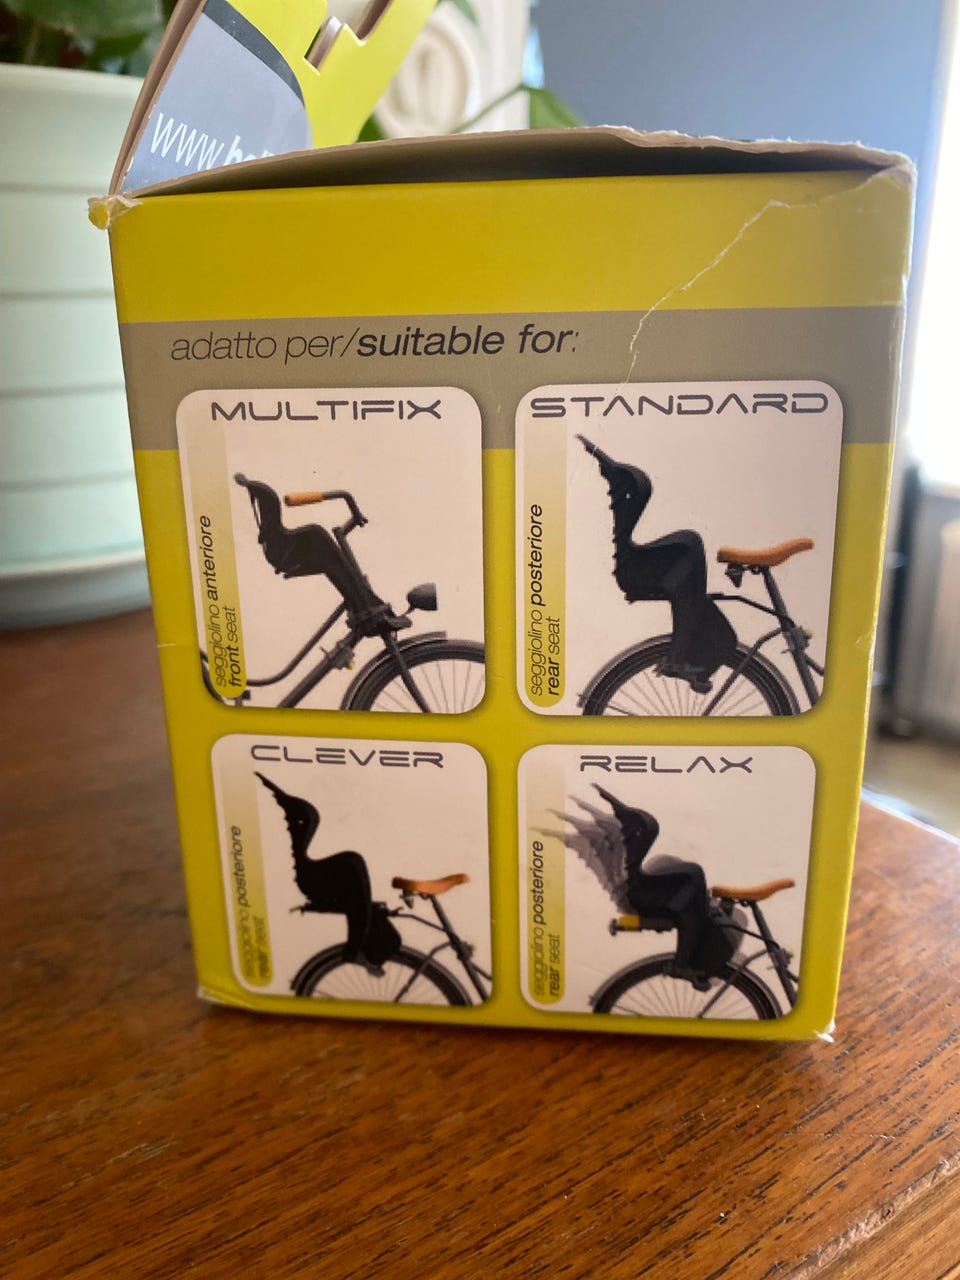 www.
adatto per/suitable for:
MULTIFIX
seggiolino anteriore
front seat
STANDARD
seggiolino posteriore
rear seat
CLEVER
seggiolino posteriore
rear seat
RELAX
seggiolino posteriore
rear seat